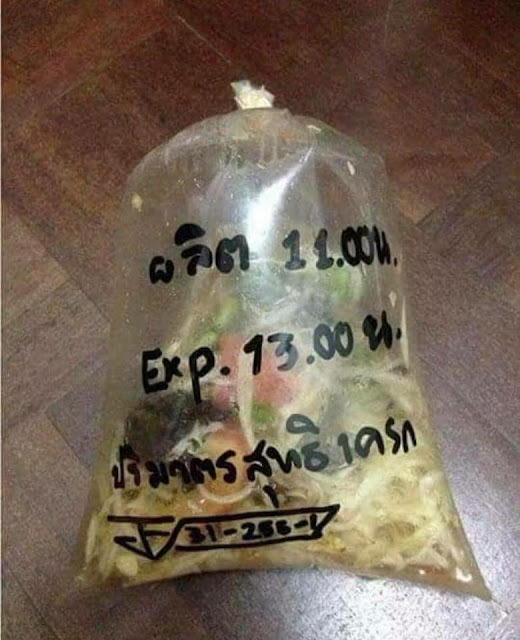 ผลิต 11.00น.
Exp. 13.00 น.
ปริมาตรสุทธิ 1 ครก
31-255-1